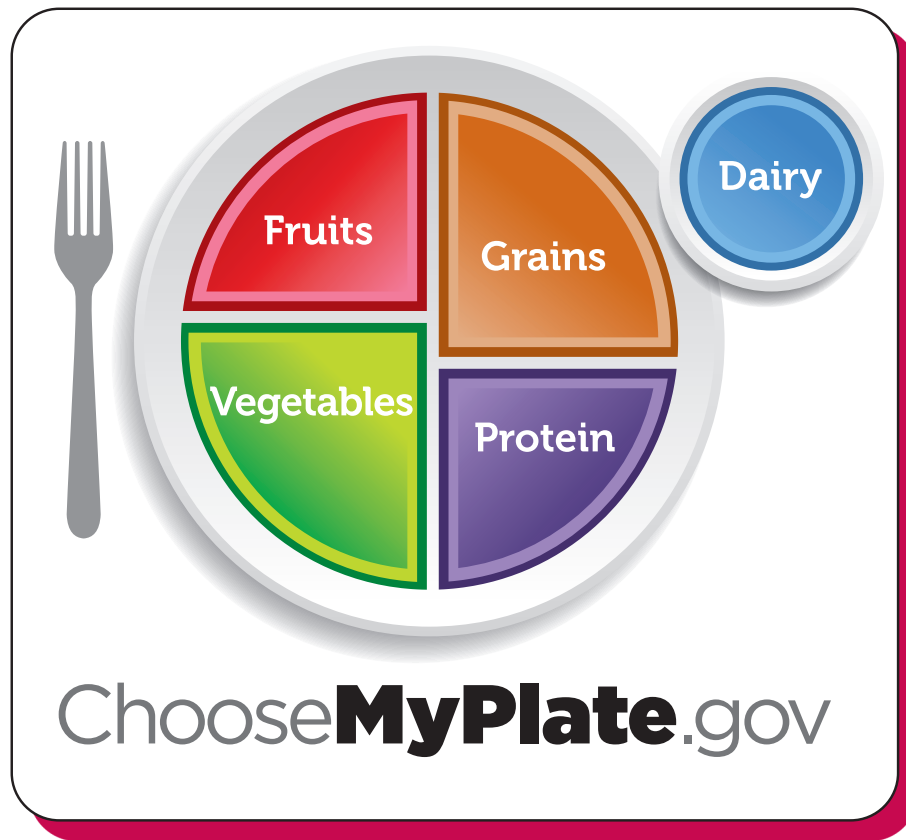 Fruits
Grains
Dairy
Vegetables
Protein
ChooseMyPlate.gov